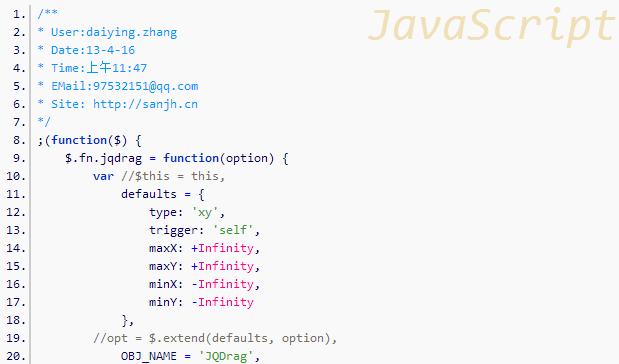 JavaScript
1. /**
2. * User:daiying.zhang
3. * Date:13-4-16
4. * Time:上午11:47
5. * EMail:97532151@qq.com
6. * Site: http://sanjh.cn
7. */
8. ;(function($) {
9.     $.fn.jqdrag = function(option) {
10.         var //$this = this,
11.             defaults = {
12.                 type: 'xy',
13.                 trigger: 'self',
14.                 maxX: +Infinity,
15.                 maxY: +Infinity,
16.                 minX: -Infinity,
17.                 minY: -Infinity
18.             },
19.         //opt = $.extend(defaults, option),
20.             OBJ_NAME = 'JQDrag',